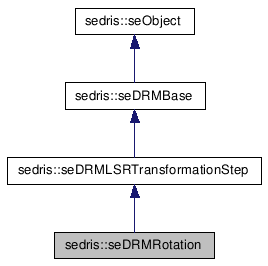 sedris::seObject
sedris::seDRMBase
sedris::seDRMLSRTransformationStep
sedris::seDRMRotation